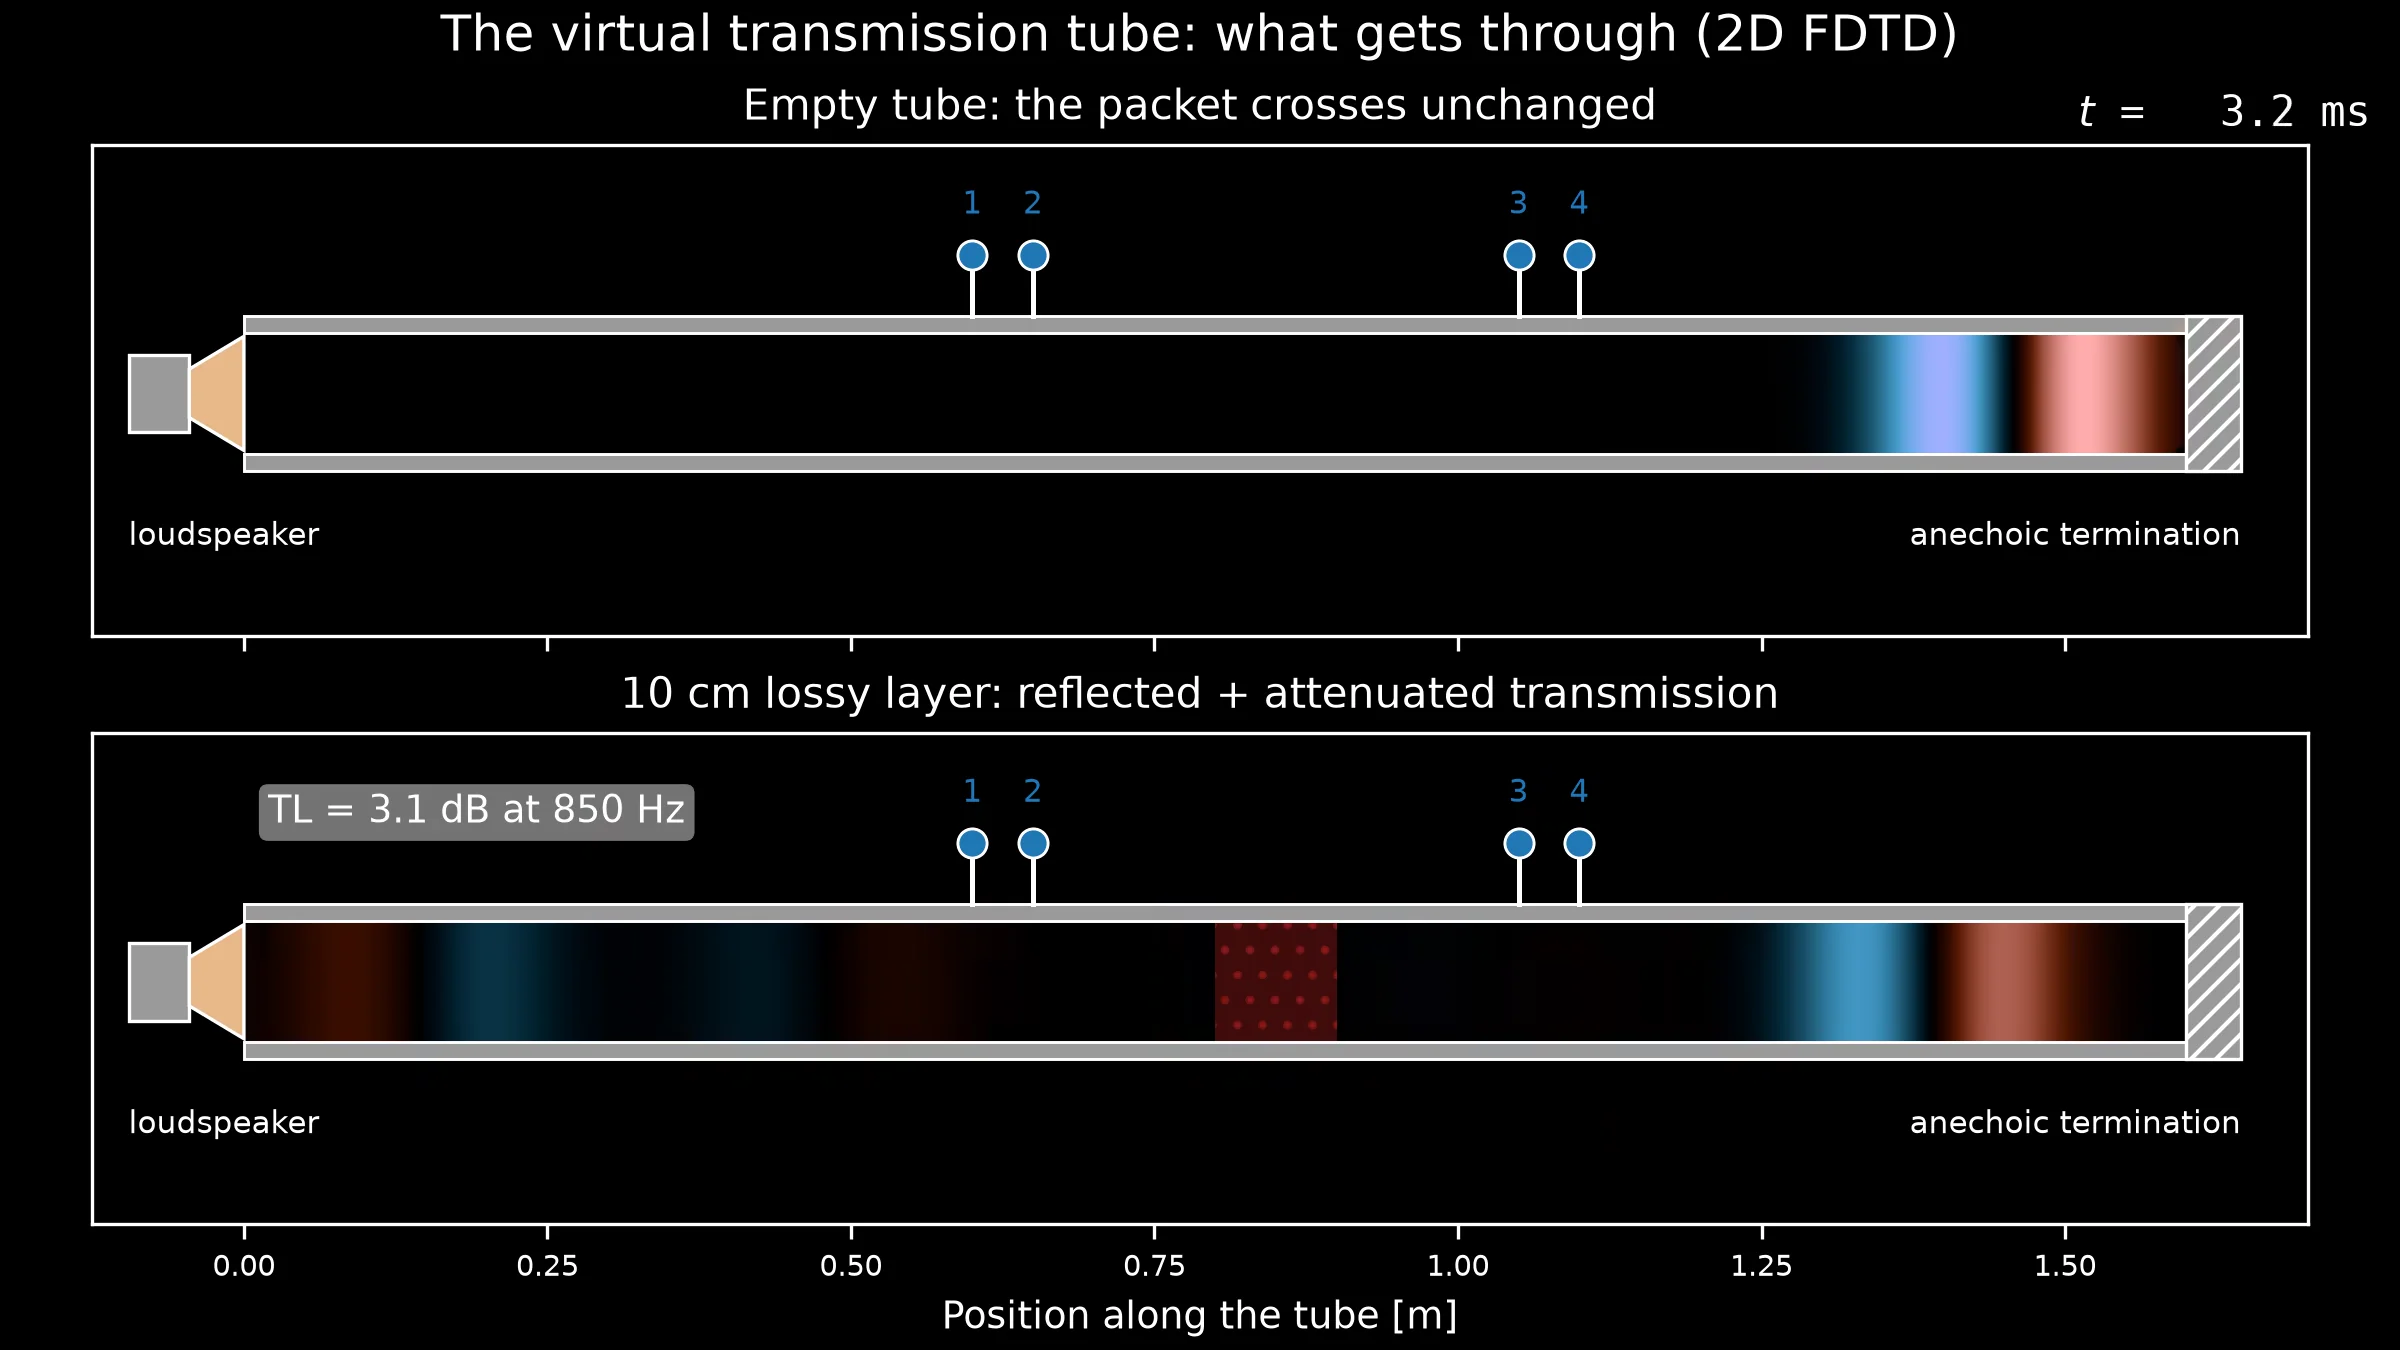 The virtual transmission tube: what gets through (2D FDTD)
Empty tube: the packet crosses unchanged
t = 3.2 ms
1 2 3 4
loudspeaker
anechoic termination
10 cm lossy layer: reflected + attenuated transmission
TL = 3.1 dB at 850 Hz
1 2 3 4
loudspeaker
anechoic termination
0.00 0.25 0.50 0.75 1.00 1.25 1.50
Position along the tube [m]